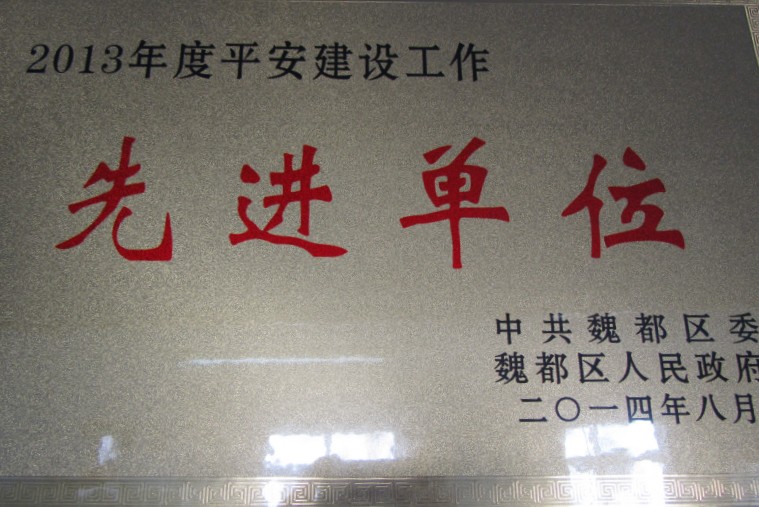 2013年度平安建设工作
先进单位
中共魏都区委
魏都区人民政府
二〇一四年八月